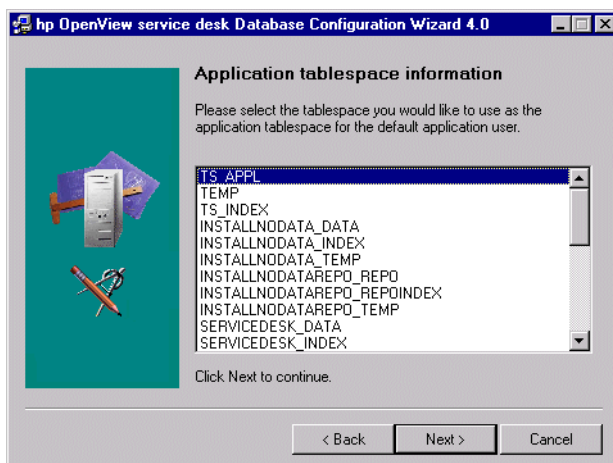 hp OpenView service desk Database Configuration Wizard 4.0
Application tablespace information
Please select the tablespace you would like to use as the
application tablespace for the default application user.
TS_APPL
TEMP
TS_INDEX
INSTALLNODATA_DATA
INSTALLNODATA_INDEX
INSTALLNODATA_TEMP
INSTALLNODATAREPO_REPO
INSTALLNODATAREPO_REPOINDEX
INSTALLNODATAREPO_TEMP
SERVICEDESK_DATA
SERVICEDESK_INDEX
Click Next to continue.
< Back Next > Cancel